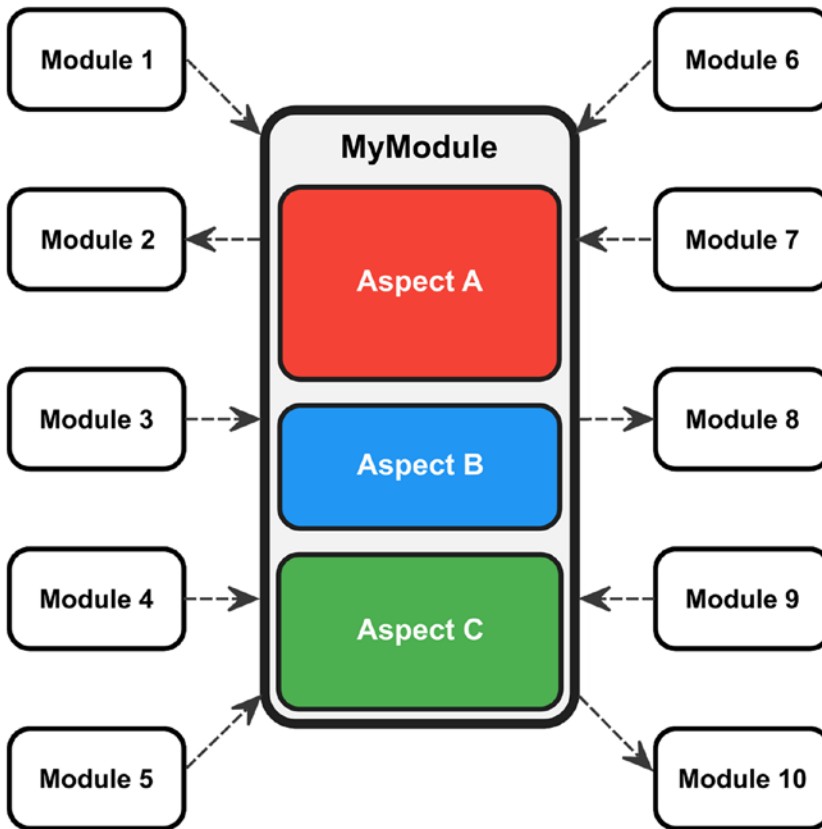 Module 1
Module 6
MyModule
Module 2
Aspect A
Module 7
Module 3
Aspect B
Module 8
Module 4
Aspect C
Module 9
Module 5
Module 10